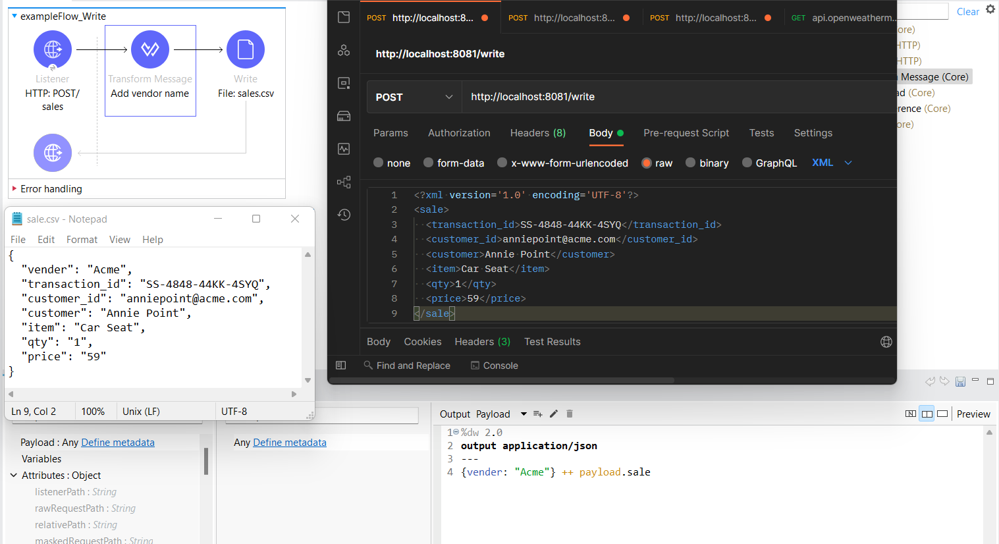 exampleFlow_Write
Listener
HTTP: POST/
sales
Transform Message
Add vendor name
Write
File: sales.csv
Error handling
sale.csv - Notepad
File Edit Format View Help
{
  "vender": "Acme",
  "transaction_id": "SS-4848-44KK-4SYQ",
  "customer_id": "anniepoint@acme.com",
  "customer": "Annie Point",
  "item": "Car Seat",
  "qty": "1",
  "price": "59"
}
Ln 9, Col 2 100% Unix (LF) UTF-8
POST http://localhost:8... POST http://localhost:8... POST http://localhost:8... GET api.openweatherm...
http://localhost:8081/write
POST http://localhost:8081/write
Params Authorization Headers (8) Body Pre-request Script Tests Settings
none form-data x-www-form-urlencoded raw binary GraphQL XML
1 <?xml version='1.0' encoding='UTF-8'?>
2 <sale>
3 <transaction_id>SS-4848-44KK-4SYQ</transaction_id>
4 <customer_id>anniepoint@acme.com</customer_id>
5 <customer>Annie Point</customer>
6 <item>Car Seat</item>
7 <qty>1</qty>
8 <price>59</price>
9 </sale>
Body Cookies Headers (3) Test Results
Find and Replace Console
Clear
ore)
HTTP)
HTTP)
Message (Core)
ad (Core)
rence (Core)
ore)
Payload : Any Define metadata
Variables
Attributes : Object
listenerPath : String
rawRequestPath : String
relativePath : String
maskedRequestPath : String
Any Define metadata
Output Payload Preview
1 %dw 2.0
2 output application/json
3 ---
4 {vender: "Acme"} ++ payload.sale